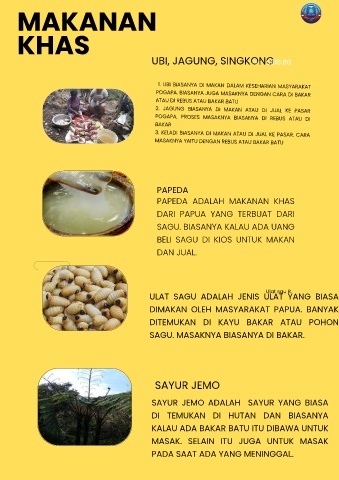 MAKANAN
KHAS
UBI, JAGUNG, SINGKONG
1. UBI BIASANYA DI MAKAN DALAM KESEHARIANI MASYARAKAT
POGAPA. BIASANYA JUGA MASAKNYA DENGAN CARA DI BAKAR
ATAU DI REBUS ATAU BAKAR BATU
2. JAGUNG BIASANYA DI MAKAN ATAU DI JUAL KE PASAR
POGAPA. PROSES MASAKNYA BIASANYA DI REBUS ATAU DI
BAKAR
3. KELADI BIASANYA DI MAKAN ATAU DI JUAL KE PASAR. CARA
MASAKNYA YAITU DENGAN REBUS ATAU BAKAR BATU
PAPEDA
PAPEDA ADALAH MAKANAN KHAS
DARI PAPUA YANG TERBUAT DARI
SAGU. BIASANYA KALAU ADA UANG
BELI SAGU DI KIOS UNTUK MAKAN
DAN JUAL.
ULAT SAGU ADALAH JENIS ULAT YANG BIASA
DIMAKAN OLEH MASYARAKAT PAPUA. BANYAK
DITEMUKAN DI KAYU BAKAR ATAU POHON
SAGU. MASAKNYA BIASANYA DI BAKAR.
SAYUR JEMO
SAYUR JEMO ADALAH SAYUR YANG BIASA
DI TEMUKAN DI HUTAN DAN BIASANYA
KALAU ADA BAKAR BATU ITU DIBAWA UNTUK
MASAK. SELAIN ITU JUGA UNTUK MASAK
PADA SAAT ADA YANG MENINGGAL.